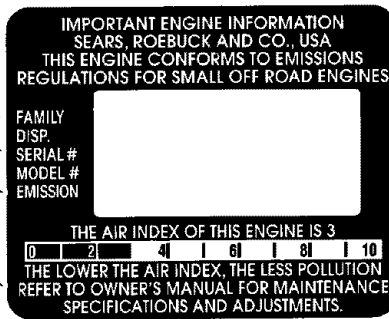 IMPORTANT ENGINE INFORMATION
SEARS, ROEBUCK AND CO., USA
THIS ENGINE CONFORMS TO EMISSIONS
REGULATIONS FOR SMALL OFF ROAD ENGINES
FAMILY
DISP.
SERIAL #
MODEL #
EMISSION
THE AIR INDEX OF THIS ENGINE IS 3
0 2 4 6 8 10
THE LOWER THE AIR INDEX, THE LESS POLLUTION
REFER TO OWNER'S MANUAL FOR MAINTENANCE
SPECIFICATIONS AND ADJUSTMENTS.